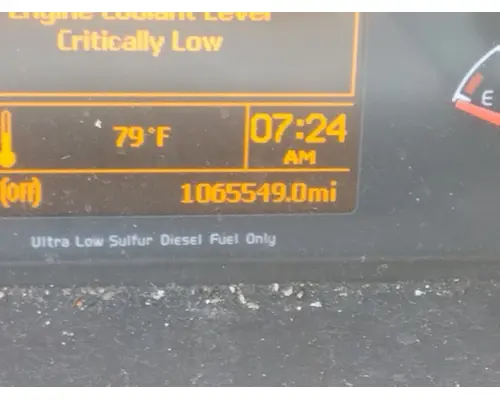 Engine Coolant Level
Critically Low
79°F
07:24
AM
(OFF)
1065549.0mi
E
Ultra Low Sulfur Diesel Fuel Only